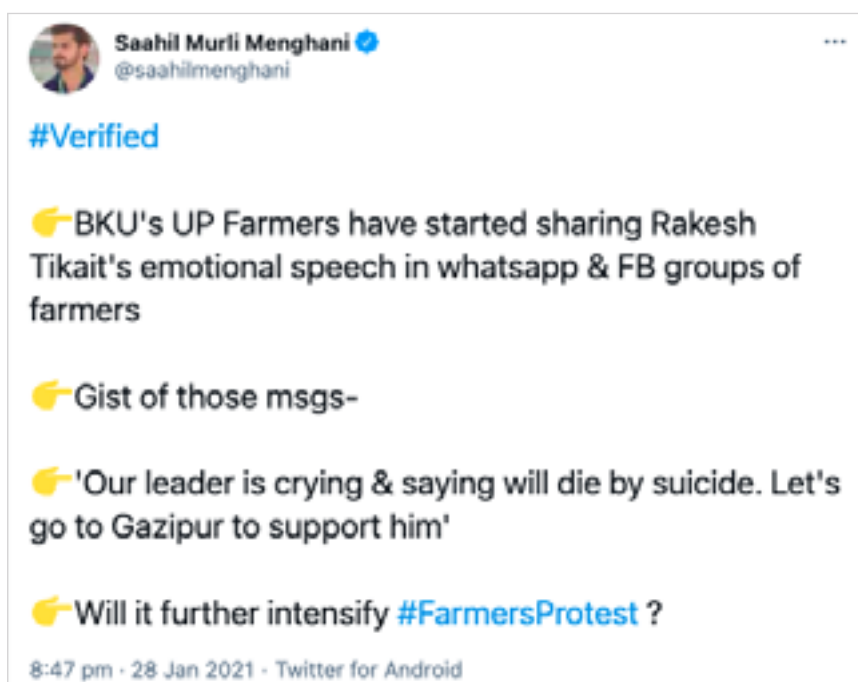 Saahil Murli Menghani
@saahilmenghani
#Verified
👉BKU's UP Farmers have started sharing Rakesh
Tikait's emotional speech in whatsapp & FB groups of
farmers
👉Gist of those msgs-
👉'Our leader is crying & saying will die by suicide. Let's
go to Gazipur to support him'
👉Will it further intensify #FarmersProtest ?
8:47 pm · 28 Jan 2021 · Twitter for Android